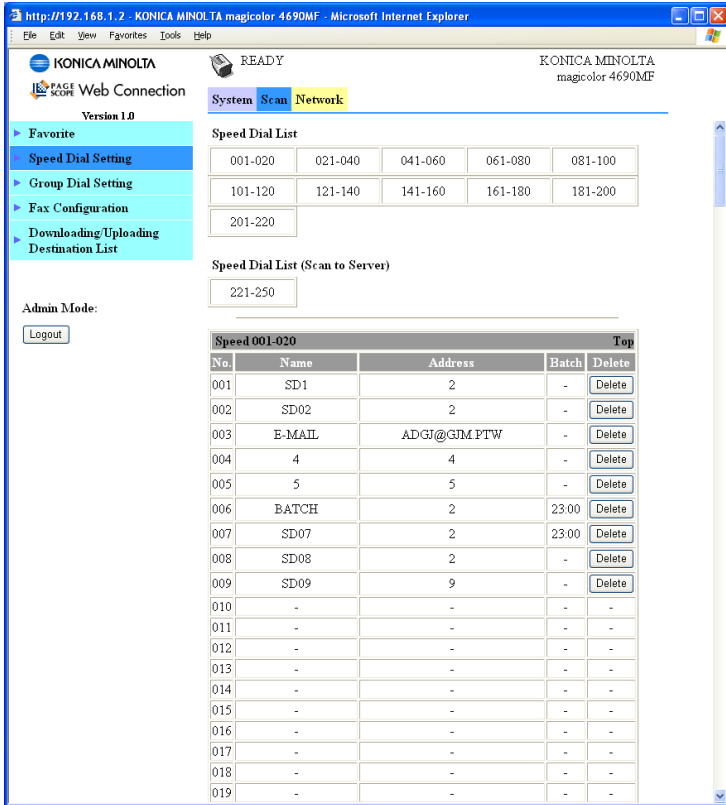 http://192.168.1.2 - KONICA MINOLTA magicolor 4690MF - Microsoft Internet Explorer
File Edit View Favorites Tools Help
KONICA MINOLTA
READY
KONICA MINOLTA
magicolor 4690MF
PAGE SCOPE Web Connection
Version 1.0
System Scan Network
Favorite
Speed Dial Setting
Group Dial Setting
Fax Configuration
Downloading/Uploading
Destination List
Admin Mode:
Logout
Speed Dial List
001-020 021-040 041-060 061-080 081-100
101-120 121-140 141-160 161-180 181-200
201-220
Speed Dial List (Scan to Server)
221-250
Speed 001-020 Top
No. Name Address Batch Delete
001 SD1 2 - Delete
002 SD02 2 - Delete
003 E-MAIL ADGJ@GJM.PTW - Delete
004 4 4 - Delete
005 5 5 - Delete
006 BATCH 2 23:00 Delete
007 SD07 2 23:00 Delete
008 SD08 2 - Delete
009 SD09 9 - Delete
010 - - - -
011 - - - -
012 - - - -
013 - - - -
014 - - - -
015 - - - -
016 - - - -
017 - - - -
018 - - - -
019 - - - -